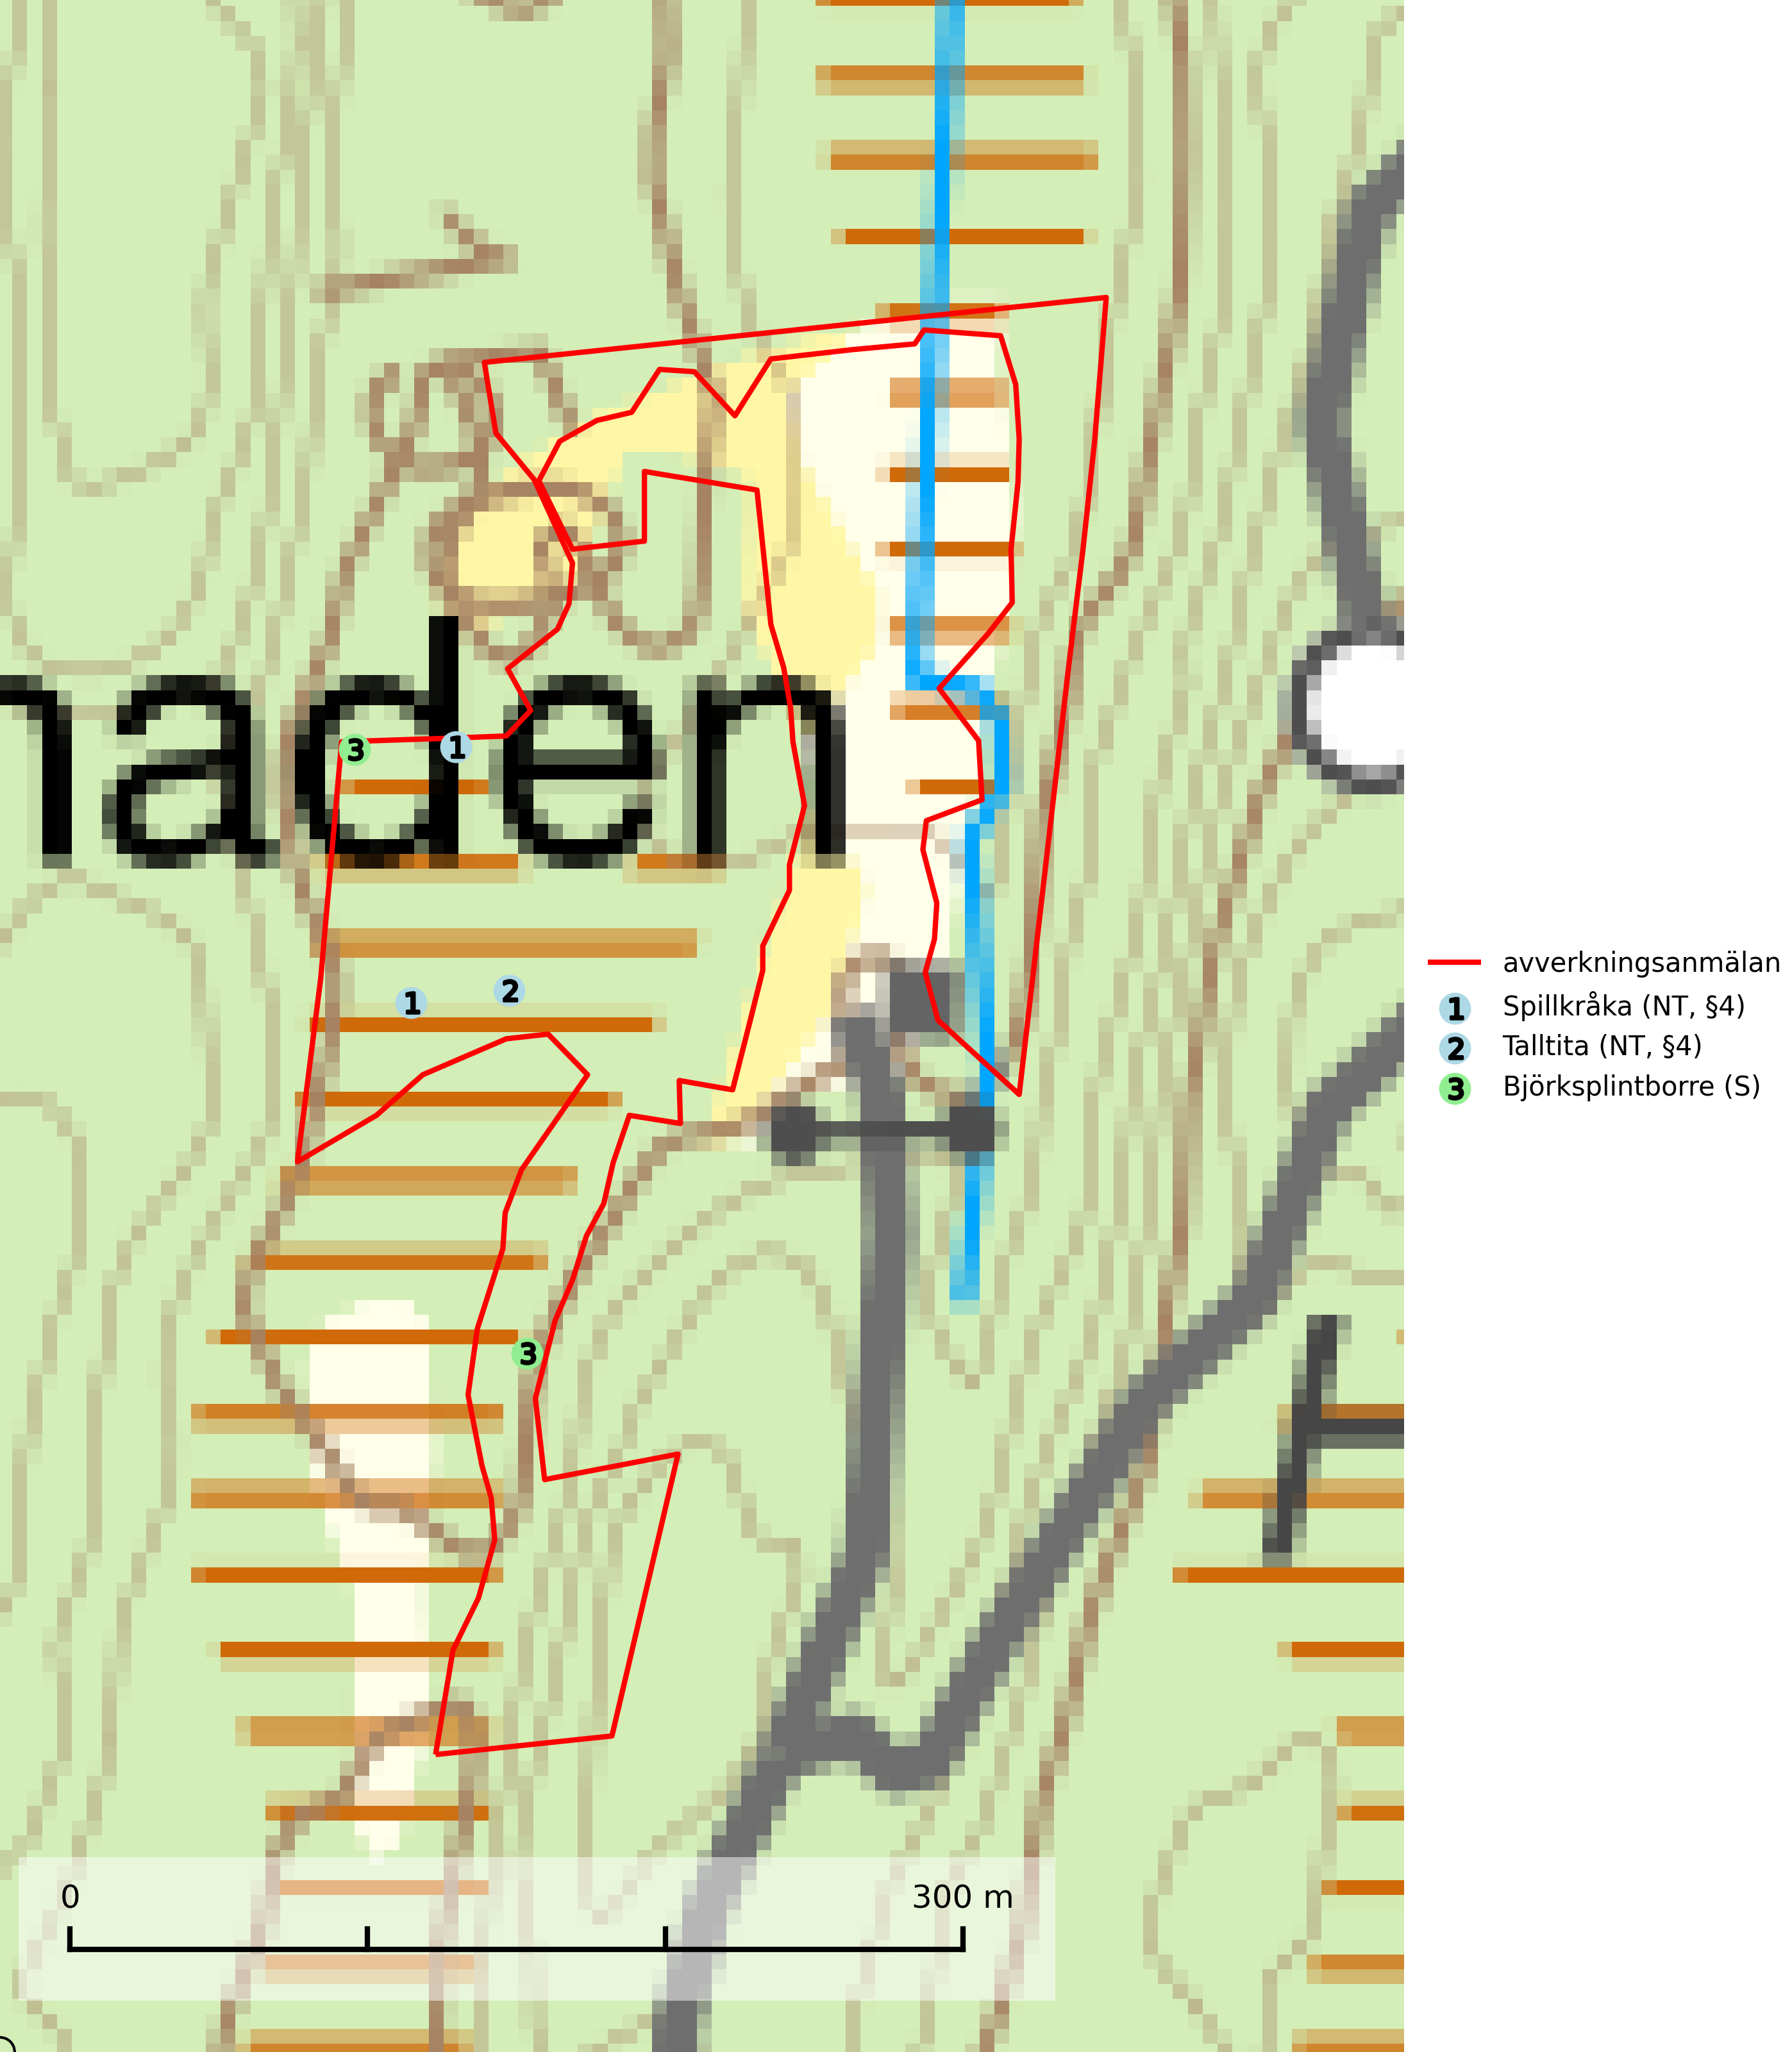 naden
3
1
1
2
3
0
300 m
avverkningsanmälan
1 Spillkråka (NT, §4)
2 Talltita (NT, §4)
3 Björksplintborre (S)